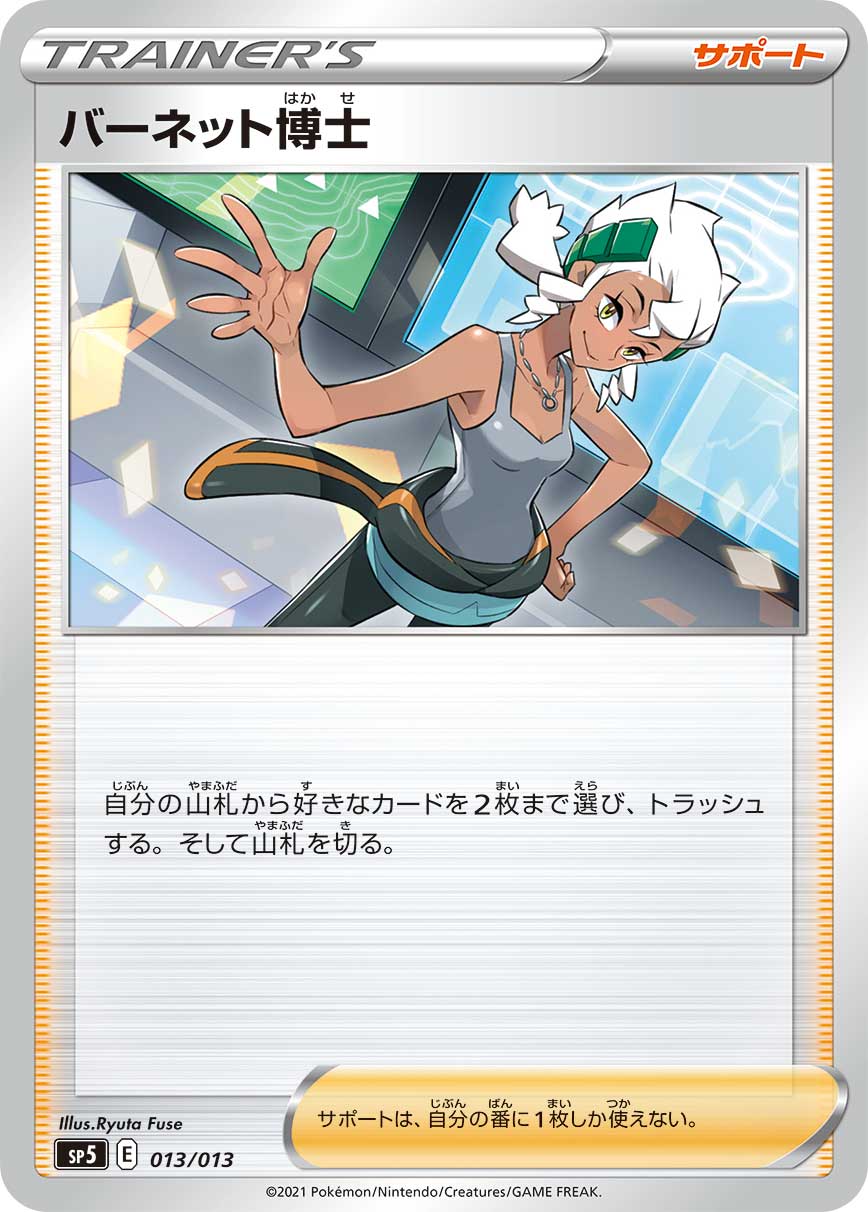 TRAINER'S
サポート
はかせ
バーネット博士
じぶん やまふだ す まい えら
自分の山札から好きなカードを2枚まで選び、トラッシュ
やまふだ き
する。そして山札を切る。
じぶん ばん まい つか
サポートは、自分の番に1枚しか使えない。
Illus.Ryuta Fuse
SP5 E 013/013
©2021 Pokémon/Nintendo/Creatures/GAME FREAK.